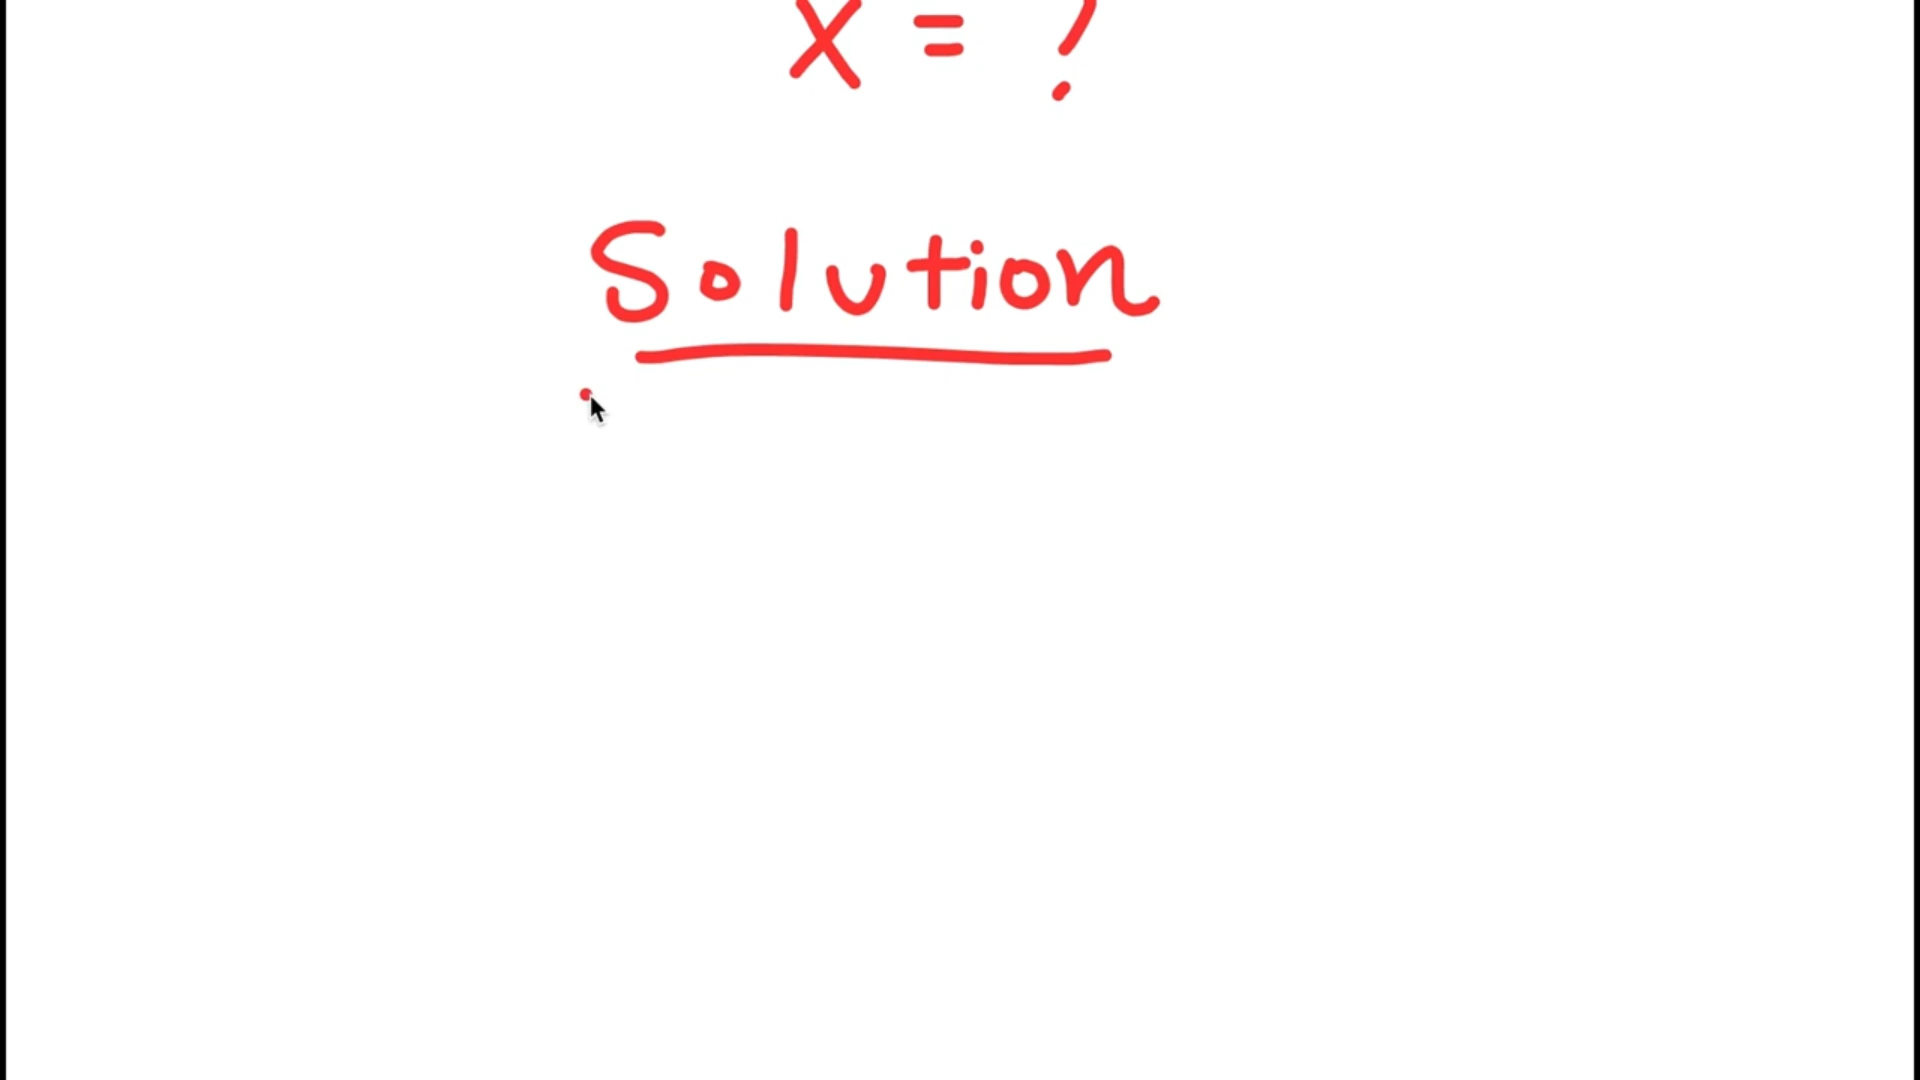 x = ?
Solution